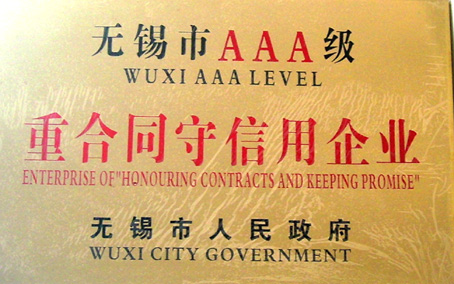 无锡市AAA级
WUXI AAA LEVEL
重合同守信用企业
ENTERPRISE OF"HONOURING CONTRACTS AND KEEPING PROMISE"
无锡市人民政府
WUXI CITY GOVERNMENT